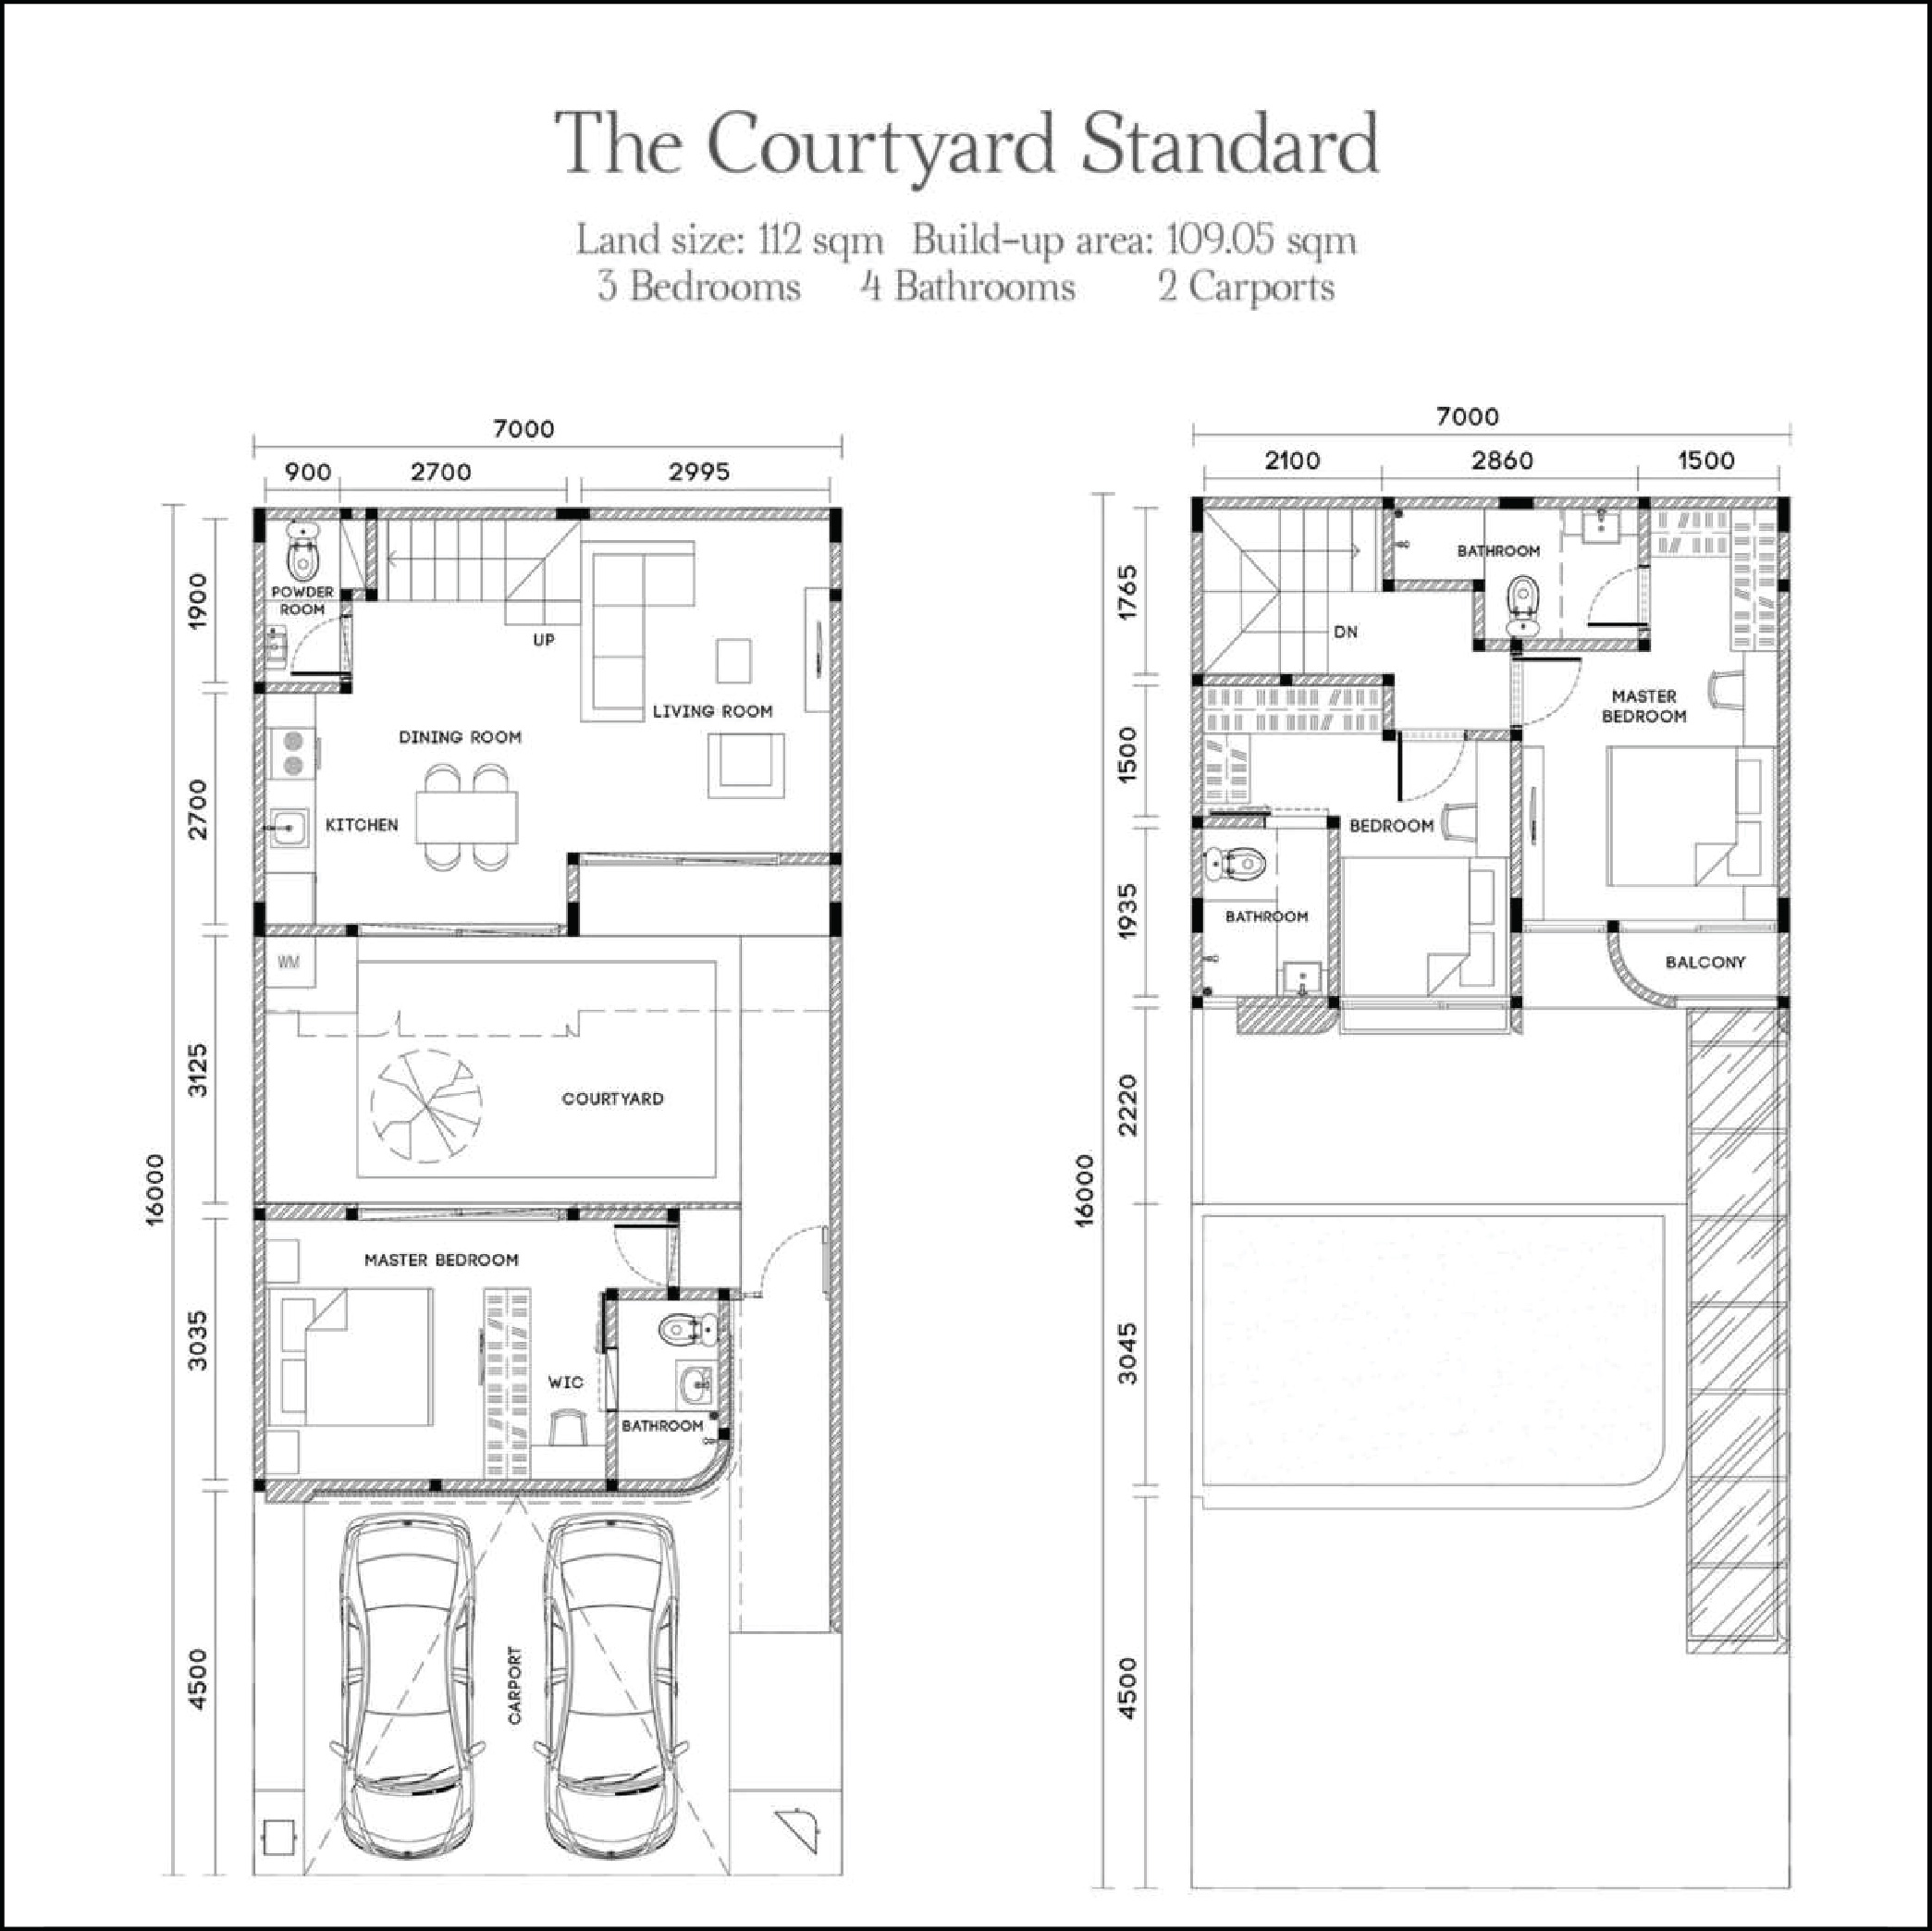 The Courtyard Standard
Land size: 112 sqm Build-up area: 109.05 sqm
3 Bedrooms 4 Bathrooms 2 Carports
7000
900 2700 2995
16000
1900
2700
3125
3035
4500
POWDER
ROOM
UP
LIVING ROOM
DINING ROOM
KITCHEN
WM
COURTYARD
MASTER BEDROOM
WIC
BATHROOM
CARPORT
7000
2100 2860 1500
16000
1765
1500
1935
2220
3045
4500
BATHROOM
DN
MASTER
BEDROOM
BEDROOM
BATHROOM
BALCONY